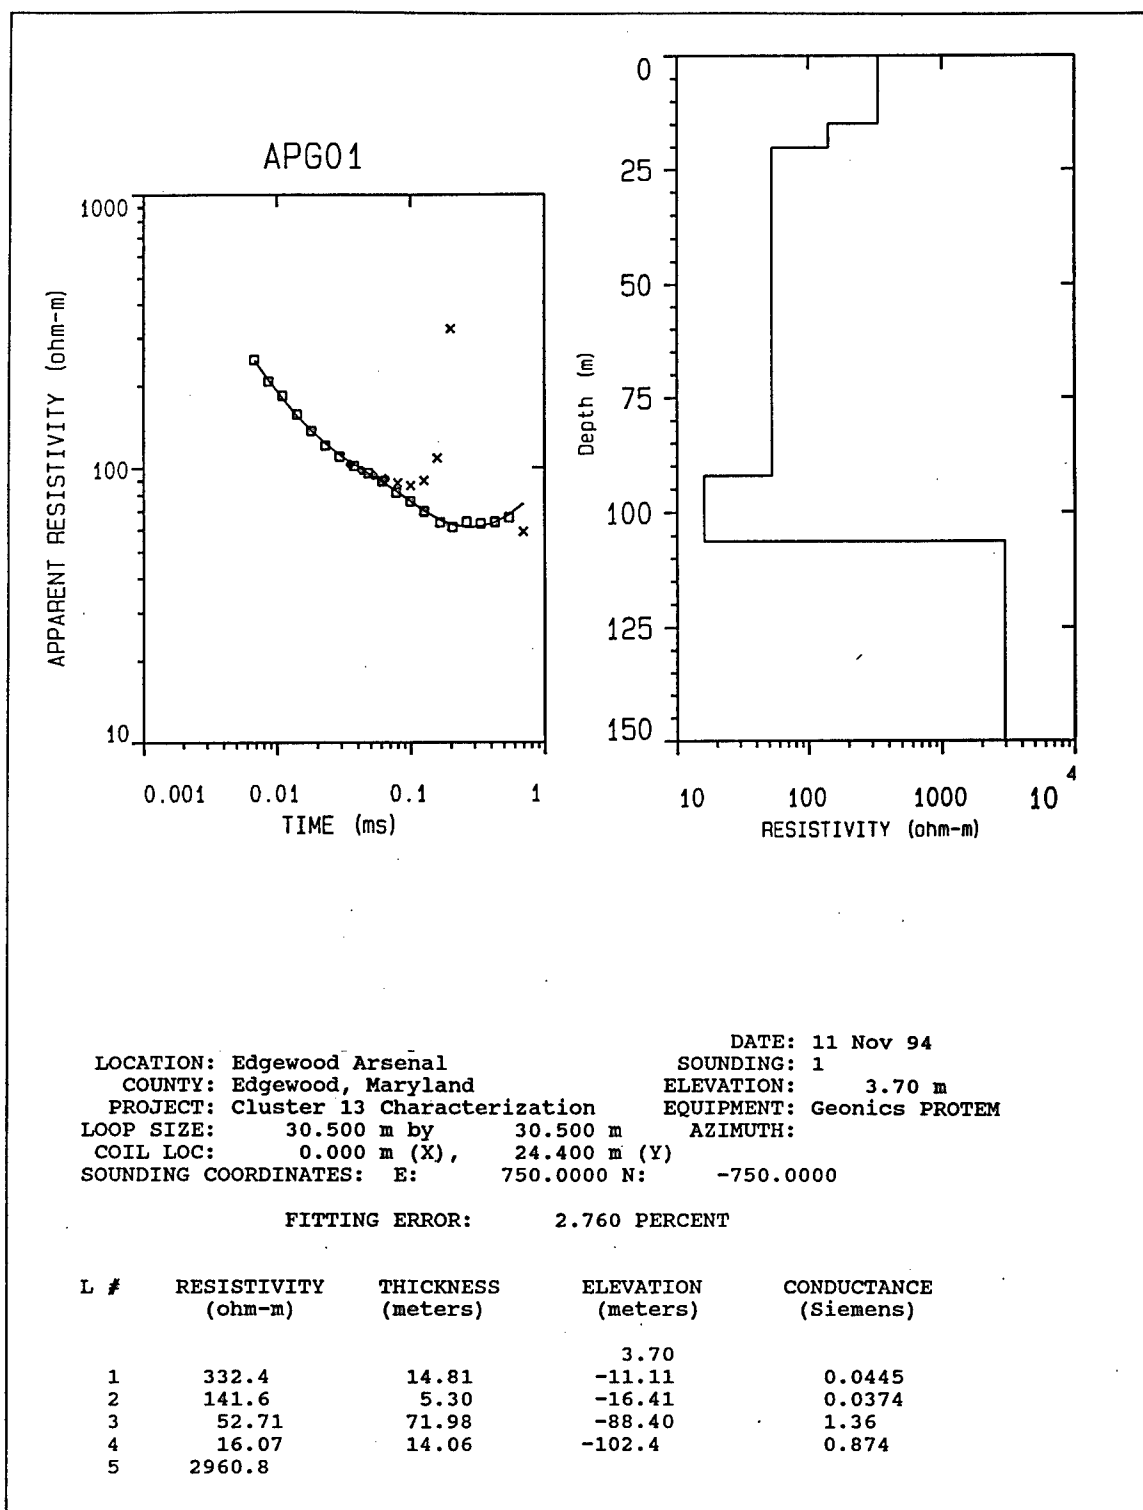 APG01
1000
100
10
APPARENT RESISTIVITY (ohm-m)
0.001 0.01 0.1 1
TIME (ms)
0
25
50
75
100
125
150
Depth (m)
10 100 1000 10 4
RESISTIVITY (ohm-m)
DATE: 11 Nov 94
LOCATION: Edgewood Arsenal SOUNDING: 1
COUNTY: Edgewood, Maryland ELEVATION: 3.70 m
PROJECT: Cluster 13 Characterization EQUIPMENT: Geonics PROTEM
LOOP SIZE: 30.500 m by 30.500 m AZIMUTH:
COIL LOC: 0.000 m (X), 24.400 m (Y)
SOUNDING COORDINATES: E: 750.0000 N: -750.0000
FITTING ERROR: 2.760 PERCENT
L # RESISTIVITY THICKNESS ELEVATION CONDUCTANCE
(ohm-m) (meters) (meters) (Siemens)
3.70
1 332.4 14.81 -11.11 0.0445
2 141.6 5.30 -16.41 0.0374
3 52.71 71.98 -88.40 1.36
4 16.07 14.06 -102.4 0.874
5 2960.8